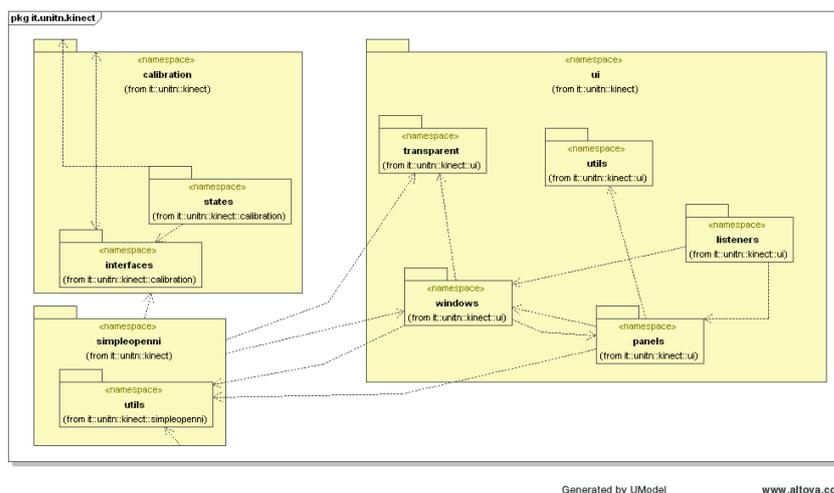 pkg it.unitn.kinect
«namespace»
calibration
(from it::unitn::kinect)
«namespace»
states
(from it::unitn::kinect::calibration)
«namespace»
interfaces
(from it::unitn::kinect::calibration)
«namespace»
simpleopenni
(from it::unitn::kinect)
«namespace»
utils
(from it::unitn::kinect::simpleopenni)
«namespace»
ui
(from it::unitn::kinect)
«namespace»
transparent
(from it::unitn::kinect::ui)
«namespace»
utils
(from it::unitn::kinect::ui)
«namespace»
listeners
(from it::unitn::kinect::ui)
«namespace»
windows
(from it::unitn::kinect::ui)
«namespace»
panels
(from it::unitn::kinect::ui)
Generated by UModel www.altova.co